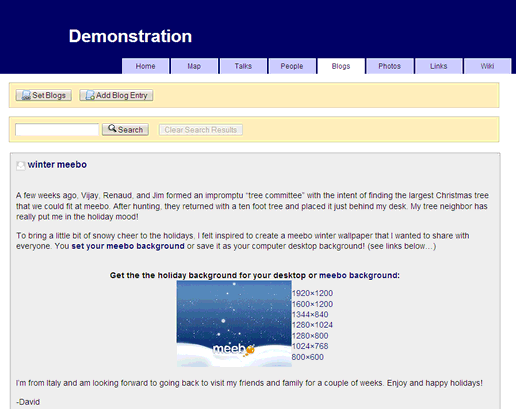 Demonstration
Home Map Talks People Blogs Photos Links Wiki
Set Blogs Add Blog Entry
Search Clear Search Results
winter meebo
A few weeks ago, Vijay, Renaud, and Jim formed an impromptu “tree committee” with the intent of finding the largest Christmas tree
that we could fit at meebo. After hunting, they returned with a ten foot tree and placed it just behind my desk. My tree neighbor has
really put me in the holiday mood!
To bring a little bit of snowy cheer to the holidays, I felt inspired to create a meebo winter wallpaper that I wanted to share with
everyone. You set your meebo background or save it as your computer desktop background! (see links below…)
Get the the holiday background for your desktop or meebo background:
meebo
1920×1200
1600×1200
1344×840
1280×1024
1280×800
1024×768
800×600
I’m from Italy and am looking forward to going back to visit my friends and family for a couple of weeks. Enjoy and happy holidays!
-David